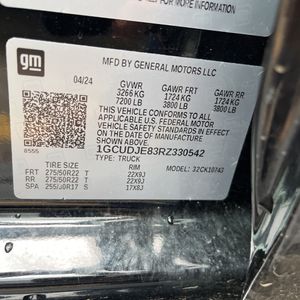 MORE INFORMATION
gm
MFD BY GENERAL MOTORS LLC
04/24
GVWR GAWR FRT GAWR RR
3266 KG 1724 KG 1724 KG
7200 LB 3800 LB 3800 LB
THIS VEHICLE CONFORMS TO ALL
APPLICABLE U.S. FEDERAL MOTOR
VEHICLE SAFETY STANDARDS IN
EFFECT ON THE DATE OF
MANUFACTURE SHOWN ABOVE.
1GCUDJE83RZ330542
TYPE: TRUCK
MODEL: 32CK10743
TIRE SIZE RIM
FRT 275/50R22 T 22X9J
RR 275/50R22 T 22X9J
SPA 255/80R17 S 17X8J